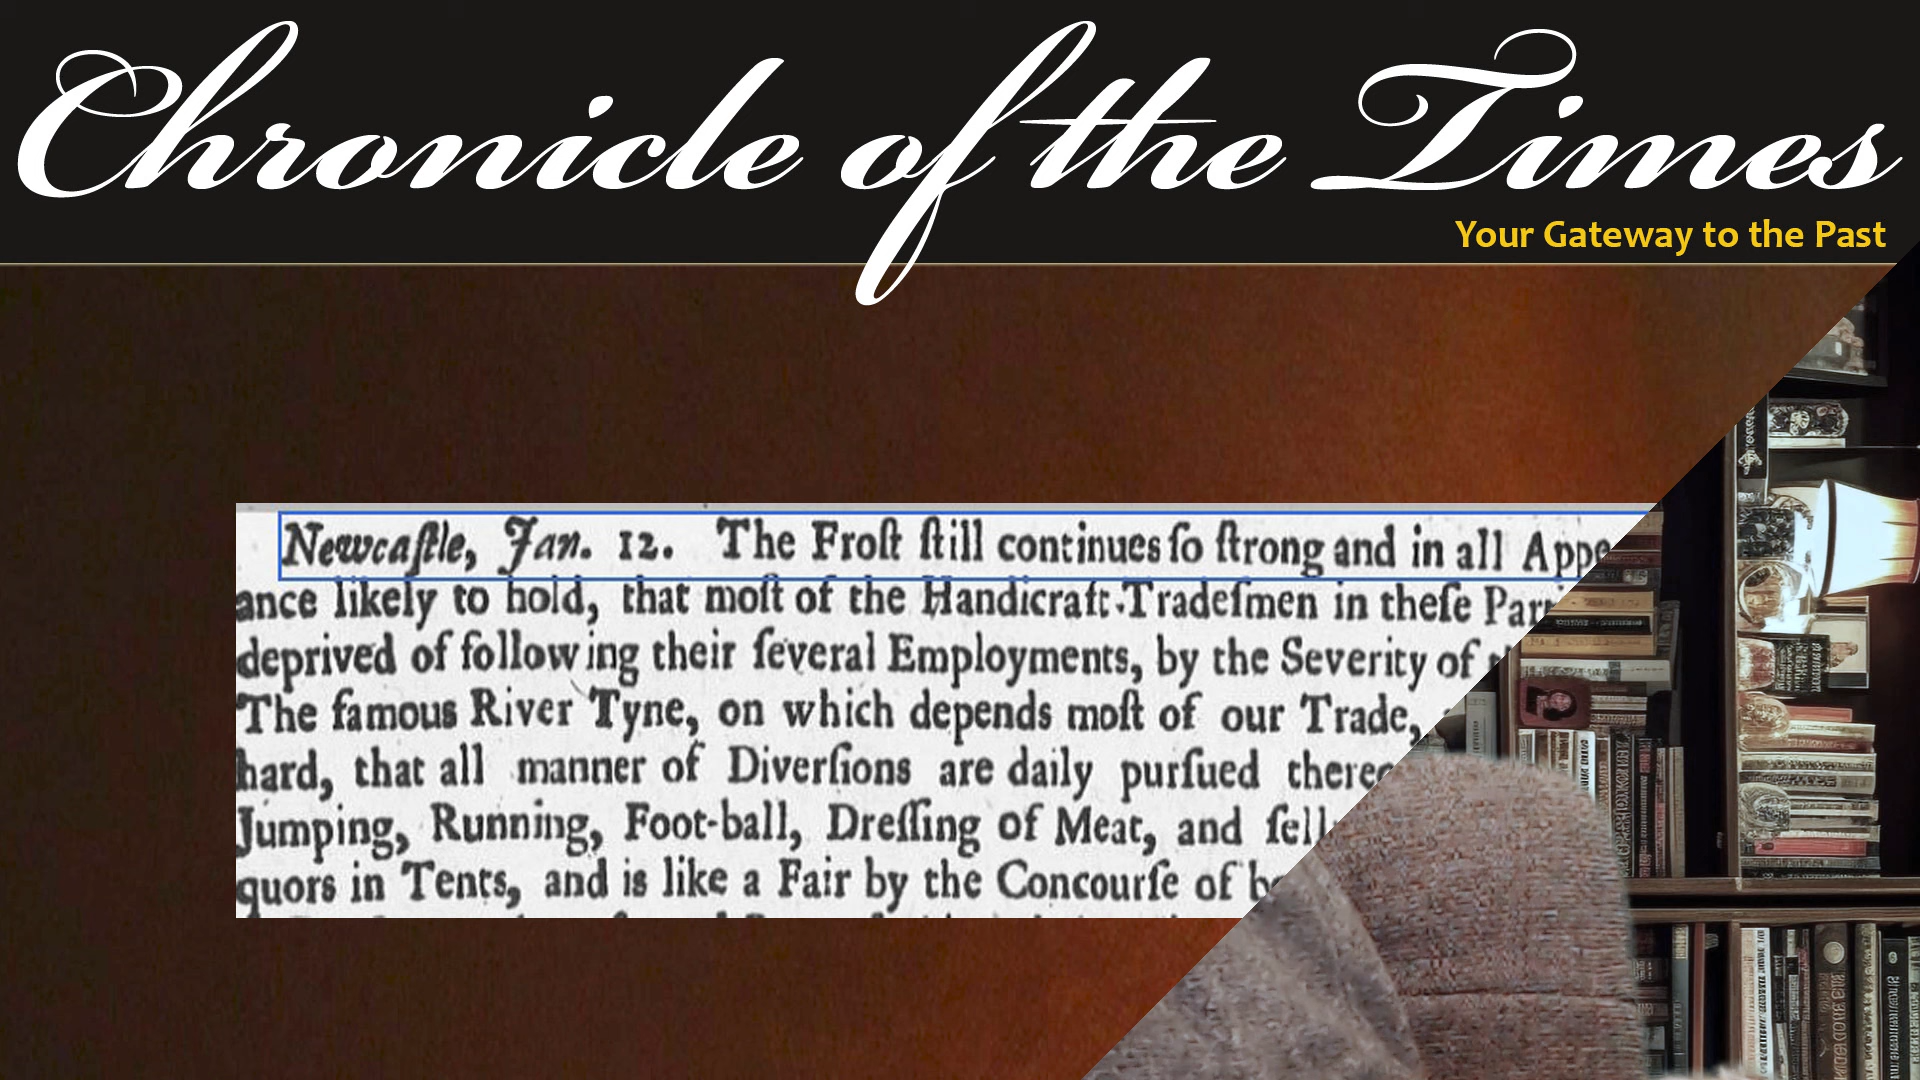 Chronicle of the Times
Your Gateway to the Past
Newcaſtle, Jan. 12. The Froſt ſtill continues ſo ſtrong and in all Appe
ance likely to hold, that moſt of the Handicraft-Tradeſmen in theſe
deprived of following their ſeveral Employments, by the Severity of
The famous River Tyne, on which depends moſt of our Trade,
hard, that all manner of Diverſions are daily purſued
Jumping, Running, Foot-ball, Dreſſing of Meat, and
quors in Tents, and is like a Fair by the Concourſe of